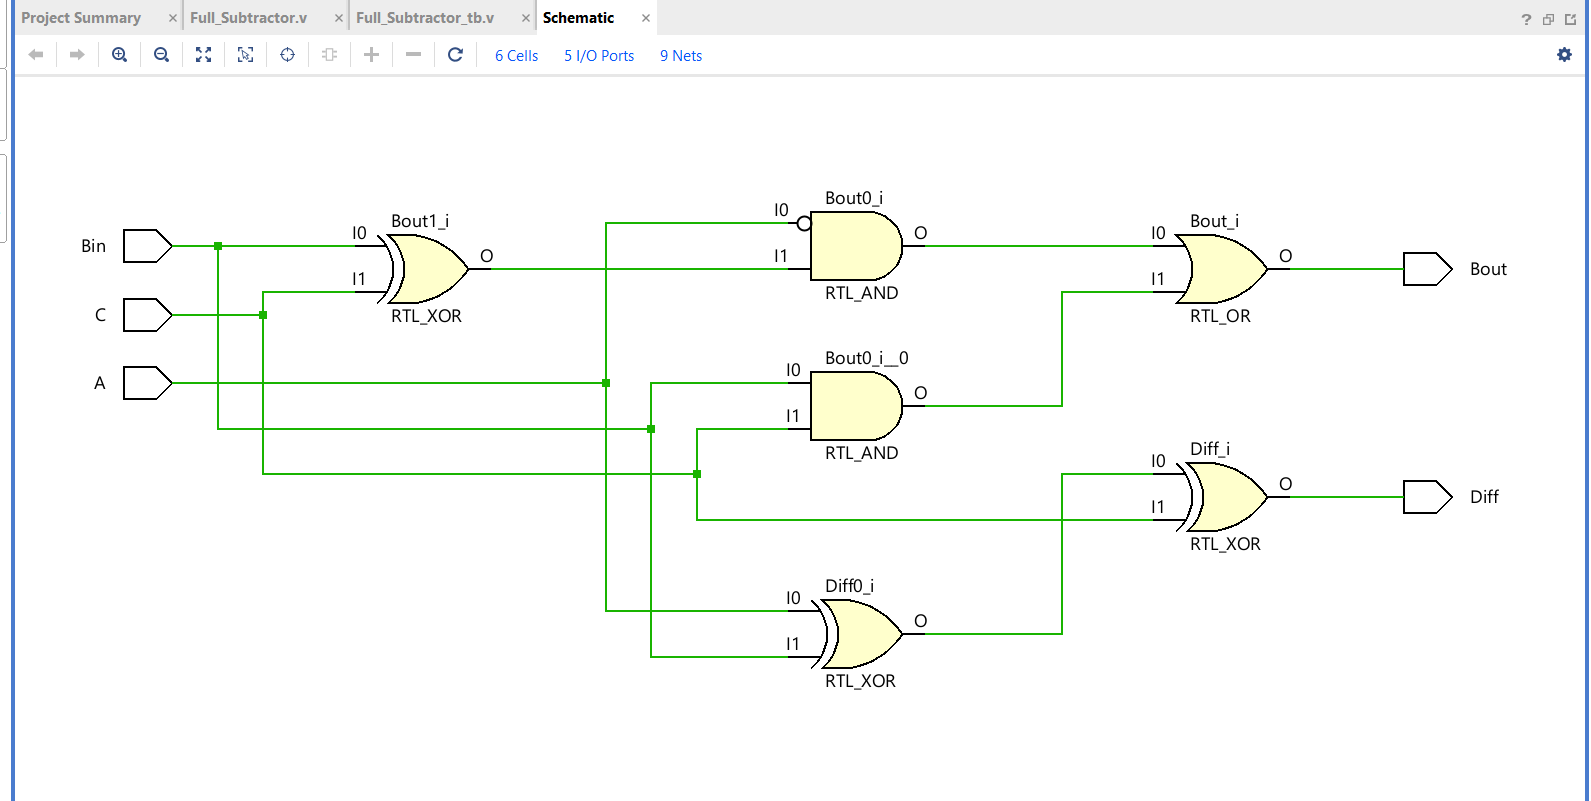 Project Summary × Full_Subtractor.v × Full_Subtractor_tb.v × Schematic × ?
6 Cells 5 I/O Ports 9 Nets
Bout0_i
I0
Bout1_i Bout_i
I0 O O I0
Bin Bout
O I1 O I1
I1 Bout
RTL_AND
C RTL_XOR RTL_OR
Bout0_i__0
I0
A O
I1
RTL_AND Diff_i
I0
O
Diff
I1
RTL_XOR
Diff0_i
I0
O
I1
RTL_XOR